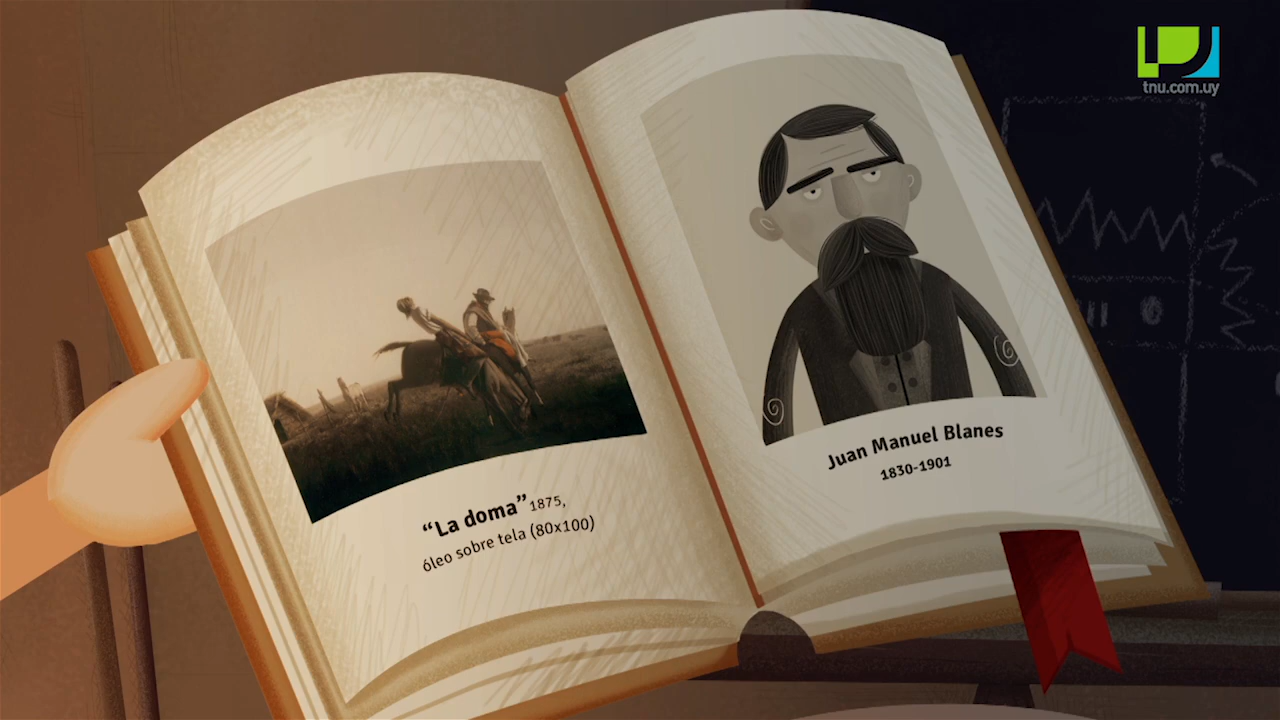 “La doma” 1875,
óleo sobre tela (80x100)
Juan Manuel Blanes
1830-1901
tnu.com.uy